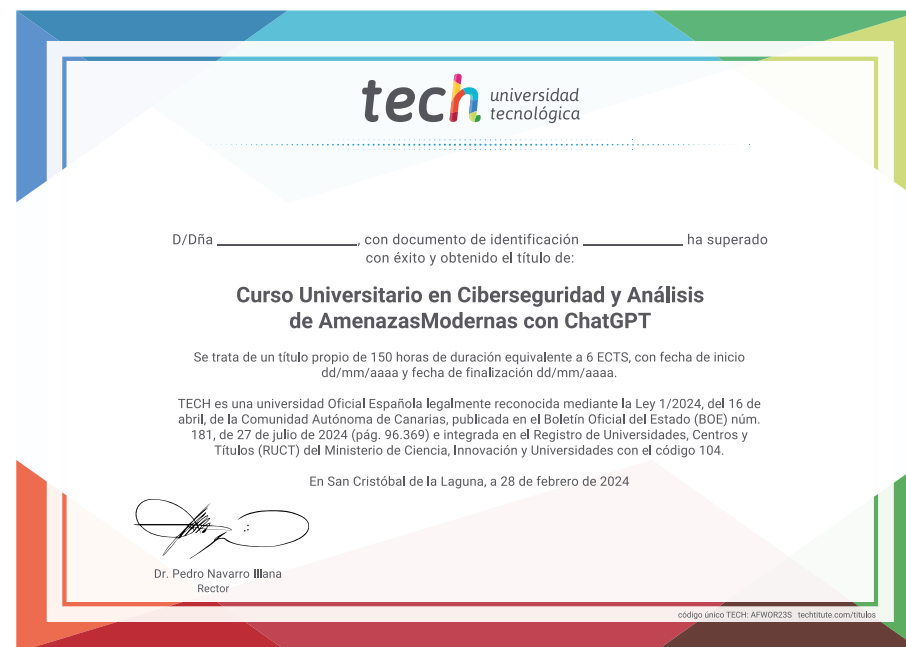 tech universidad
tecnológica
D/Dña ____________________, con documento de identificación ______________ ha superado
con éxito y obtenido el título de:
Curso Universitario en Ciberseguridad y Análisis
de AmenazasModernas con ChatGPT
Se trata de un título propio de 150 horas de duración equivalente a 6 ECTS, con fecha de inicio
dd/mm/aaaa y fecha de finalización dd/mm/aaaa.
TECH es una universidad Oficial Española legalmente reconocida mediante la Ley 1/2024, del 16 de
abril, de la Comunidad Autónoma de Canarias, publicada en el Boletín Oficial del Estado (BOE) núm.
181, de 27 de julio de 2024 (pág. 96.369) e integrada en el Registro de Universidades, Centros y
Títulos (RUCT) del Ministerio de Ciencia, Innovación y Universidades con el código 104.
En San Cristóbal de la Laguna, a 28 de febrero de 2024
Dr. Pedro Navarro Illana
Rector
código único TECH: AFWOR23S techtitute.com/titulos